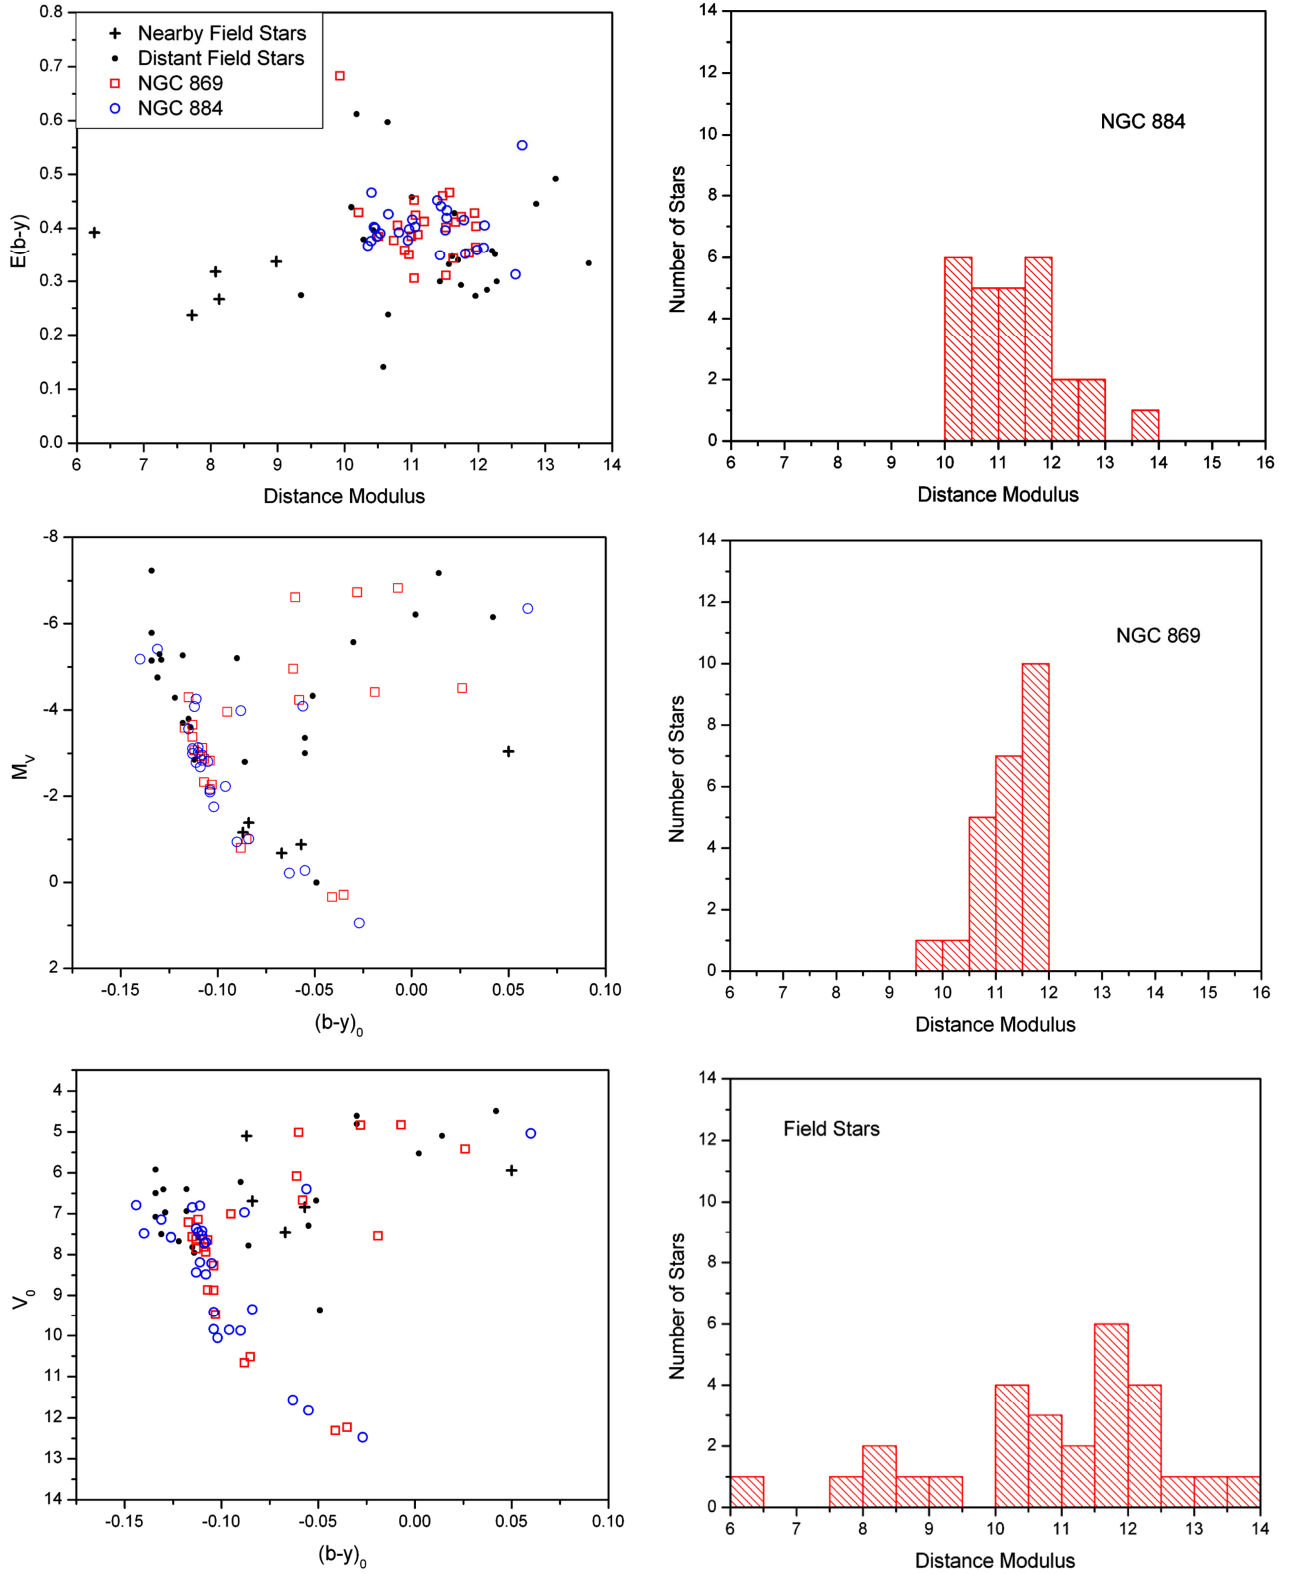 0.8
0.7
0.6
0.5
0.4
0.3
0.2
0.1
0.0
E(b-y)
Nearby Field Stars
Distant Field Stars
NGC 869
NGC 884
6 7 8 9 10 11 12 13 14
Distance Modulus
14
12
10
8
6
4
2
0
Number of Stars
NGC 884
6 7 8 9 10 11 12 13 14 15 16
Distance Modulus
-8
-6
-4
-2
0
2
M_V
-0.15 -0.10 -0.05 0.00 0.05 0.10
(b-y)_0
14
12
10
8
6
4
2
0
Number of Stars
NGC 869
6 7 8 9 10 11 12 13 14 15 16
Distance Modulus
4
5
6
7
8
9
10
11
12
13
14
V_0
-0.15 -0.10 -0.05 0.00 0.05 0.10
(b-y)_0
14
12
10
8
6
4
2
0
Number of Stars
Field Stars
6 7 8 9 10 11 12 13 14
Distance Modulus